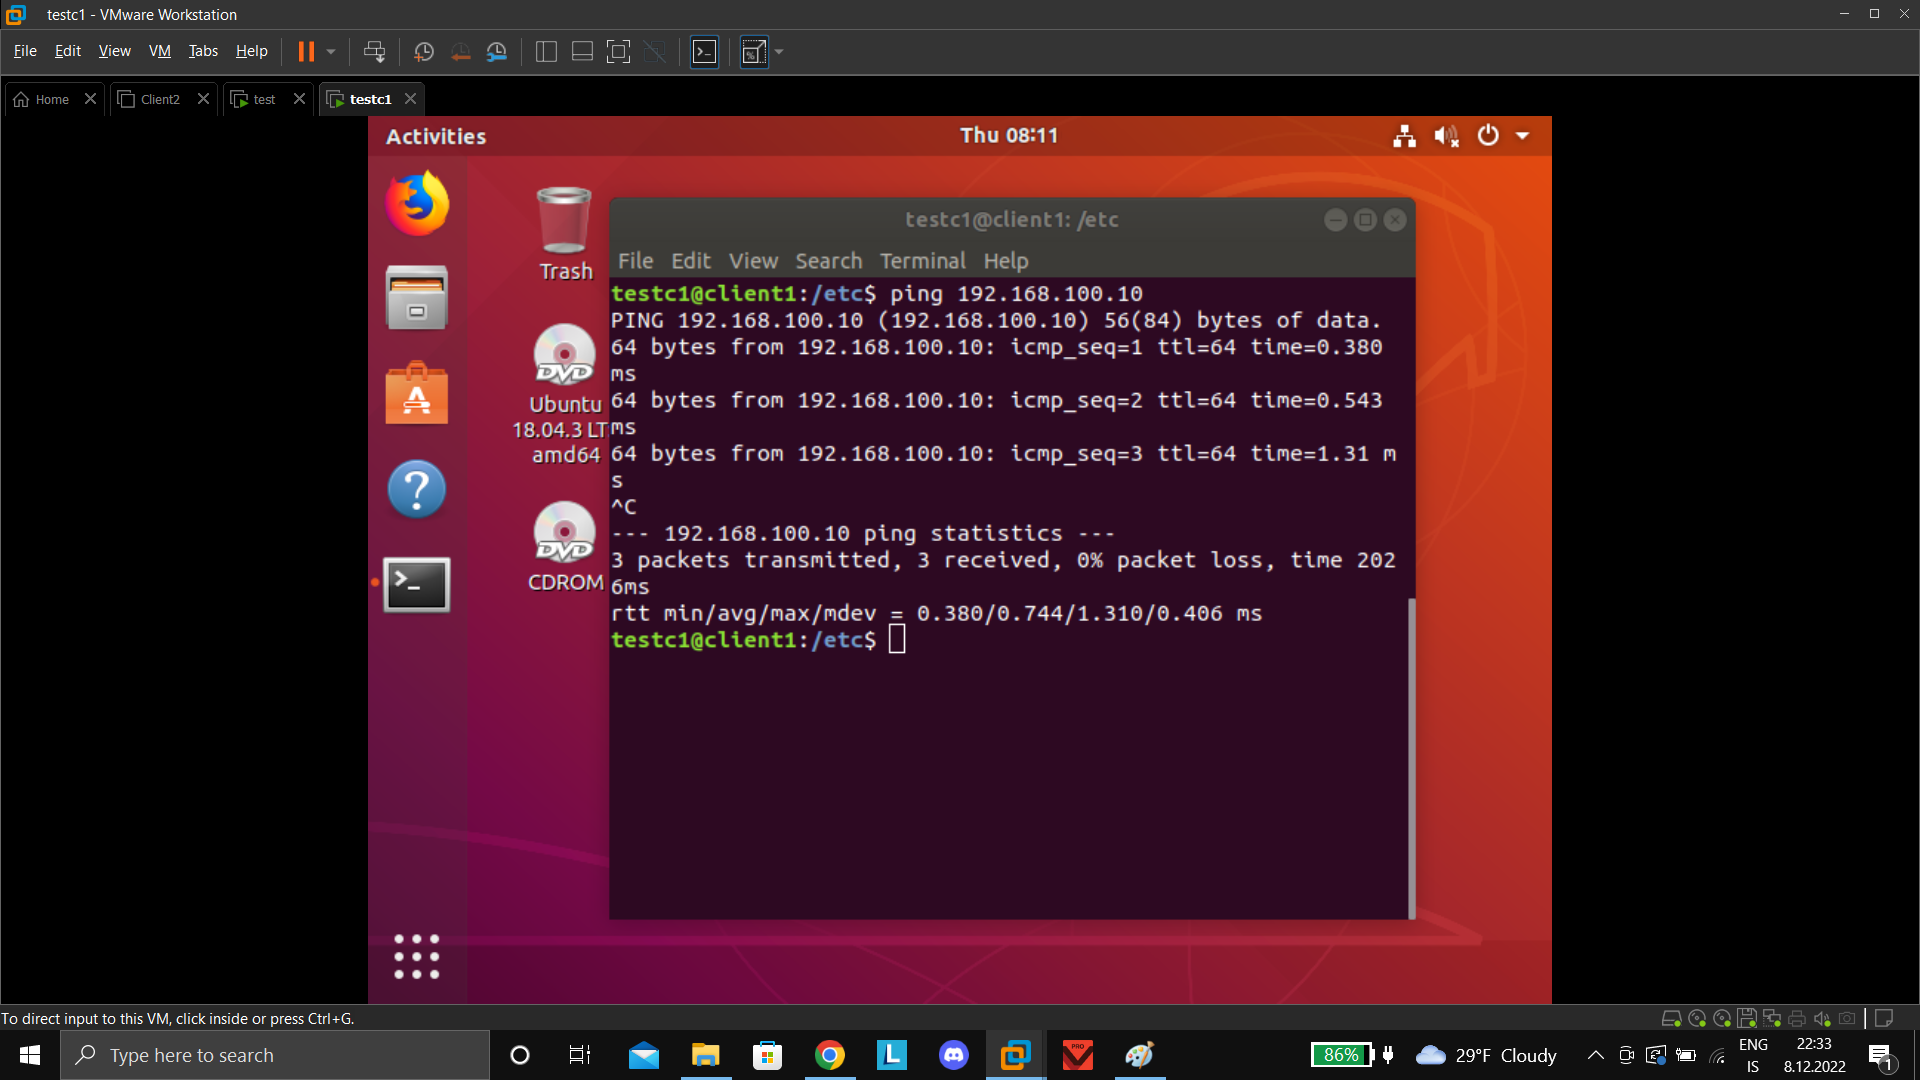 testc1 - VMware Workstation
File Edit View VM Tabs Help
Home Client2 test testc1
Activities Thu 08:11
testc1@client1: /etc
File Edit View Search Terminal Help
Trash
Ubuntu
18.04.3 LT
amd64
CDROM
testc1@client1:/etc$ ping 192.168.100.10
PING 192.168.100.10 (192.168.100.10) 56(84) bytes of data.
64 bytes from 192.168.100.10: icmp_seq=1 ttl=64 time=0.380
ms
64 bytes from 192.168.100.10: icmp_seq=2 ttl=64 time=0.543
ms
64 bytes from 192.168.100.10: icmp_seq=3 ttl=64 time=1.31 m
s
^C
--- 192.168.100.10 ping statistics ---
3 packets transmitted, 3 received, 0% packet loss, time 202
6ms
rtt min/avg/max/mdev = 0.380/0.744/1.310/0.406 ms
testc1@client1:/etc$
DVD
DVD
To direct input to this VM, click inside or press Ctrl+G.
Type here to search
L
PRO
86%
29°F Cloudy
ENG
IS
22:33
8.12.2022
1